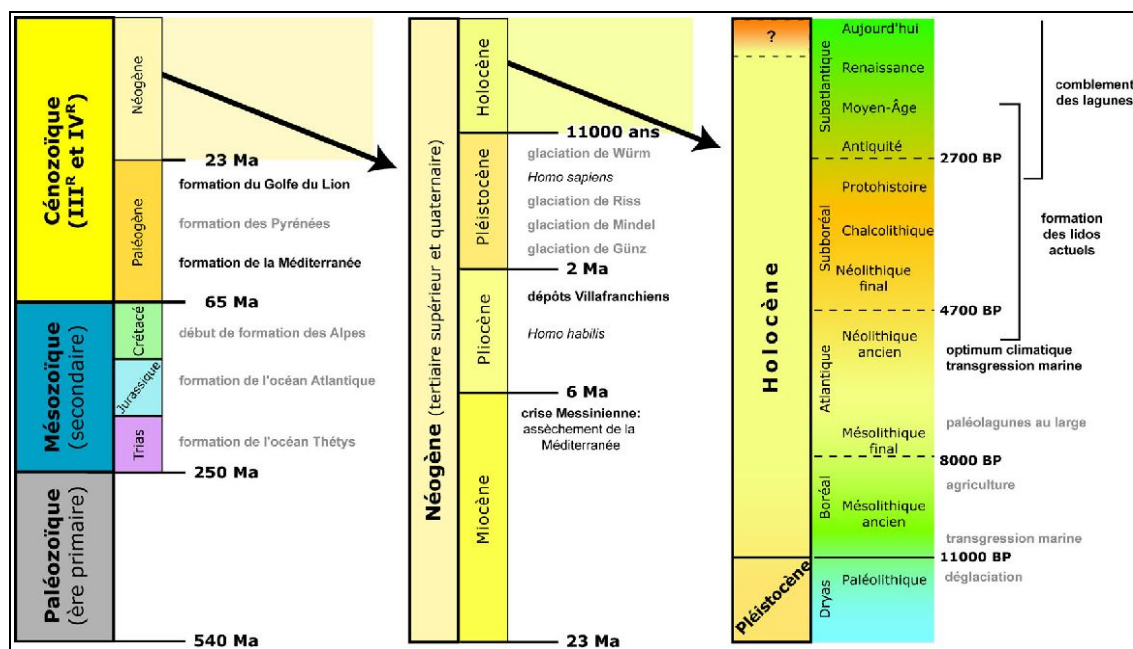 Cénozoïque
(IIIᴿ et IVᴿ)
Néogène
23 Ma
Paléogène
formation du Golfe du Lion
formation des Pyrénées
formation de la Méditerranée
65 Ma
Mésozoïque
(secondaire)
Crétacé
début de formation des Alpes
Jurassique
formation de l'océan Atlantique
Trias
formation de l'océan Thétys
250 Ma
Paléozoïque
(ère primaire)
540 Ma
Néogène (tertiaire supérieur et quaternaire)
Holocène
11000 ans
Pléistocène
glaciation de Würm
Homo sapiens
glaciation de Riss
glaciation de Mindel
glaciation de Günz
2 Ma
Pliocène
dépôts Villafranchiens
Homo habilis
6 Ma
Miocène
crise Messinienne:
assèchement de la
Méditerranée
23 Ma
?
Holocène
Pléistocène
Subatlantique
Aujourd'hui
Renaissance
Moyen-Âge
Antiquité
2700 BP
Subboréal
Protohistoire
Chalcolithique
Néolithique
final
4700 BP
Atlantique
Néolithique
ancien
Mésolithique
final
8000 BP
Boréal
Mésolithique
ancien
11000 BP
Dryas
Paléolithique
comblement
des lagunes
formation
des lidos
actuels
optimum climatique
transgression marine
paléolagunes au large
agriculture
transgression marine
déglaciation